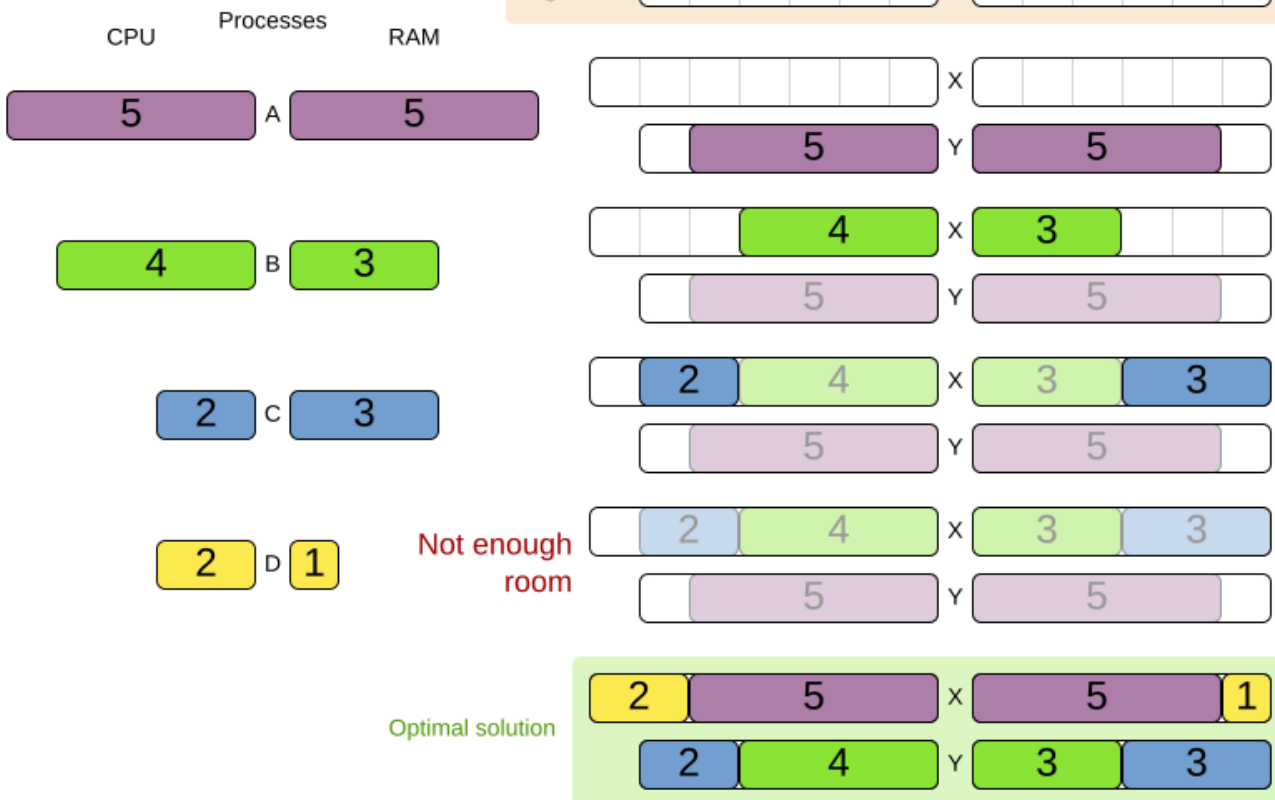 Processes
CPU RAM
X
5 A 5
5 Y 5
4 X 3
4 B 3
5 Y 5
2 4 X 3 3
2 C 3
5 Y 5
2 4 X 3 3
Not enough
room
2 D 1
5 Y 5
2 5 X 5 1
Optimal solution
2 4 Y 3 3